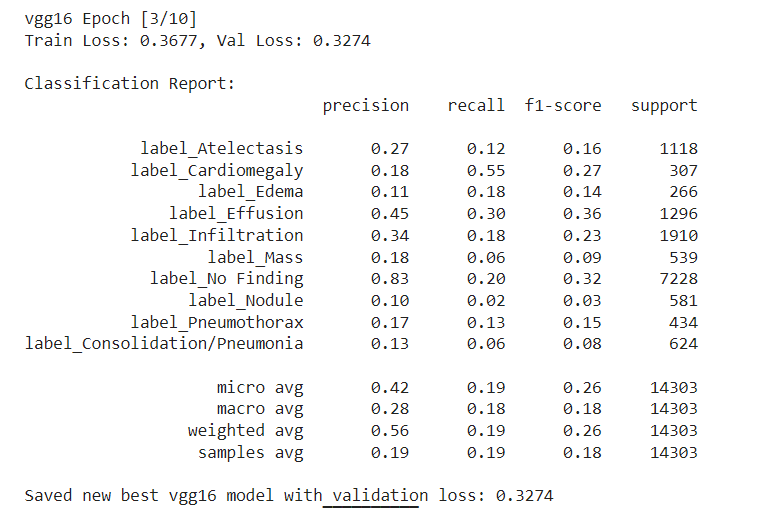 vgg16 Epoch [3/10]
Train Loss: 0.3677, Val Loss: 0.3274
Classification Report:
precision recall f1-score support
label_Atelectasis 0.27 0.12 0.16 1118
label_Cardiomegaly 0.18 0.55 0.27 307
label_Edema 0.11 0.18 0.14 266
label_Effusion 0.45 0.30 0.36 1296
label_Infiltration 0.34 0.18 0.23 1910
label_Mass 0.18 0.06 0.09 539
label_No Finding 0.83 0.20 0.32 7228
label_Nodule 0.10 0.02 0.03 581
label_Pneumothorax 0.17 0.13 0.15 434
label_Consolidation/Pneumonia 0.13 0.06 0.08 624
micro avg 0.42 0.19 0.26 14303
macro avg 0.28 0.18 0.18 14303
weighted avg 0.56 0.19 0.26 14303
samples avg 0.19 0.19 0.18 14303
Saved new best vgg16 model with validation loss: 0.3274